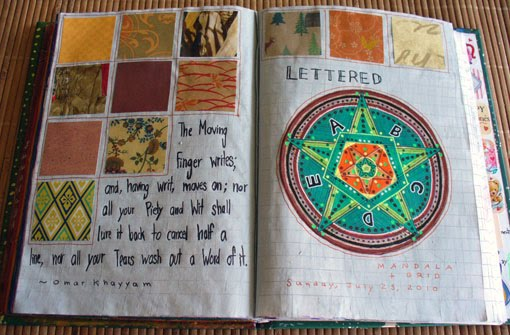 The Moving
Finger writes;
and, having writ, moves on; nor
all your Piety and Wit shall
lure it back to cancel half a
line, nor all your Tears wash out a Word of it.
~ Omar Khayyam
LETTERED
A
B
C
D
E
MANDALA
& GRID
Sunday, July 25, 2010